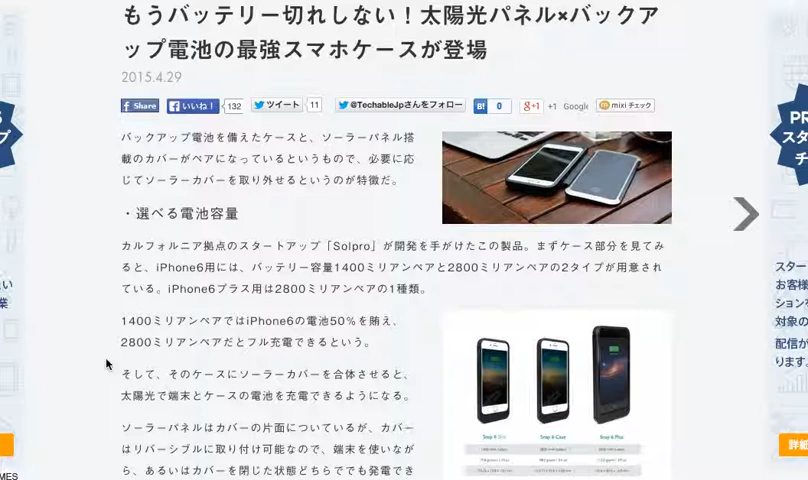 もうバッテリー切れしない！太陽光パネル×バックア
ップ電池の最強スマホケースが登場
2015.4.29
Share いいね！ 132 ツイート 11 @TechableJpさんをフォロー B! 0 g+1 +1 Googl mixi チェック
バックアップ電池を備えたケースと、ソーラーパネル搭
載のカバーがペアになっているというもので、必要に応
じてソーラーカバーを取り外せるというのが特徴だ。
・選べる電池容量
カルフォルニア拠点のスタートアップ「Solpro」が開発を手がけたこの製品。まずケース部分を見てみ
ると、iPhone6用には、バッテリー容量1400ミリアンペアと2800ミリアンペアの2タイプが用意され
ている。iPhone6プラス用は2800ミリアンペアの1種類。
1400ミリアンペアではiPhone6の電池50%を賄え、
2800ミリアンペアだとフル充電できるという。
そして、そのケースにソーラーカバーを合体させると、
太陽光で端末とケースの電池を充電できるようになる。
ソーラーパネルはカバーの片面についているが、カバー
はリバーシブルに取り付け可能なので、端末を使いなが
ら、あるいはカバーを閉じた状態どちらででも発電でき
PR
スタ
チ
スター
お客様
ション
対象の
配信が
ります。
詳細
MES